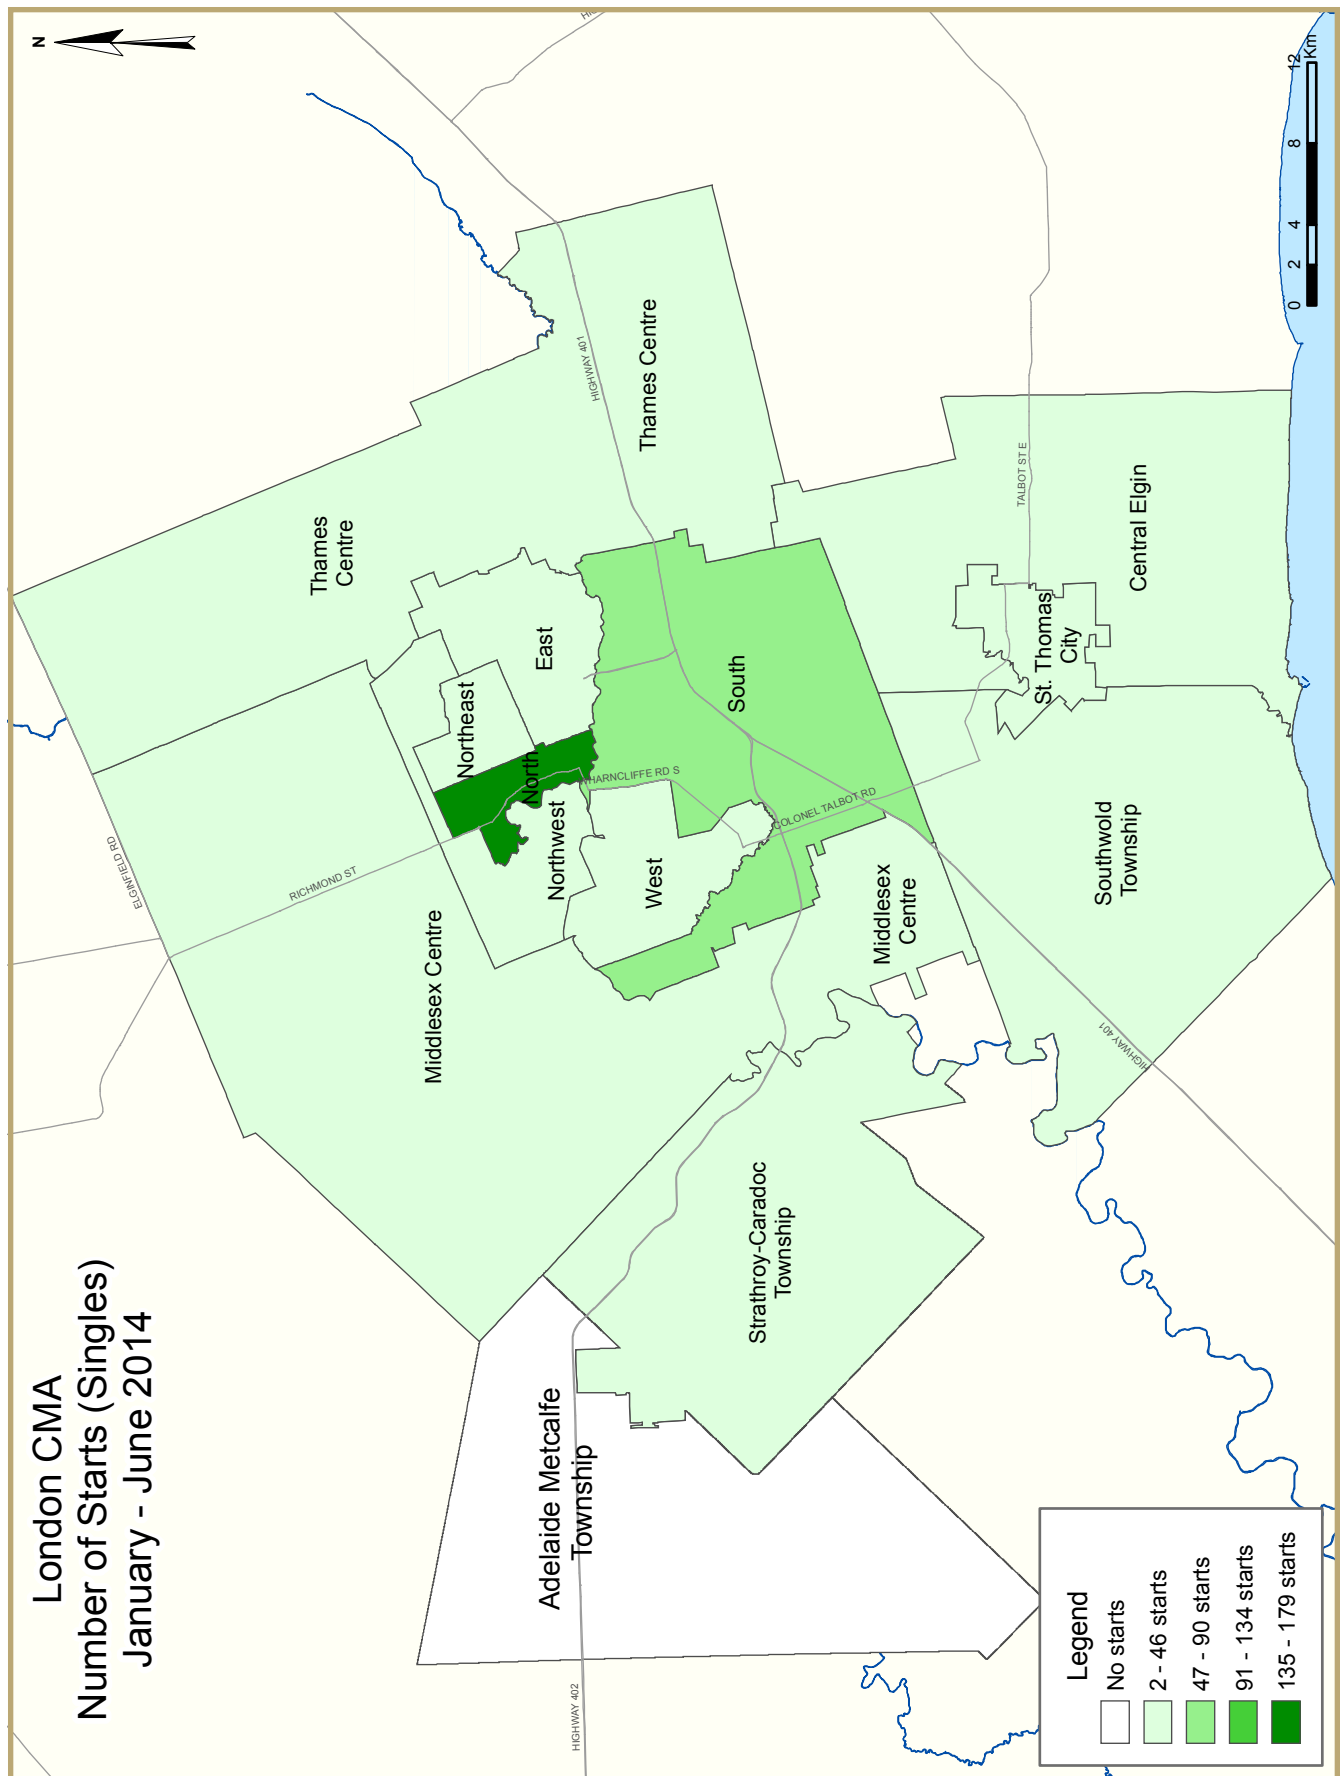 London CMA
Number of Starts (Singles)
January - June 2014
N
ELGINFIELD RD
RICHMOND ST
Thames
Centre
Middlesex Centre
Northeast
East
North
Northwest
West
WHARNCLIFFE RD S
South
HIGHWAY 401
Thames Centre
COLONEL TALBOT RD
Middlesex
Centre
Adelaide Metcalfe
Township
HIGHWAY 402
Strathroy-Caradoc
Township
TALBOT ST E
St. Thomas
City
Central Elgin
Southwold
Township
HIGHWAY 401
Legend
No starts
2 - 46 starts
47 - 90 starts
91 - 134 starts
135 - 179 starts
0 2 4 8 12
Km